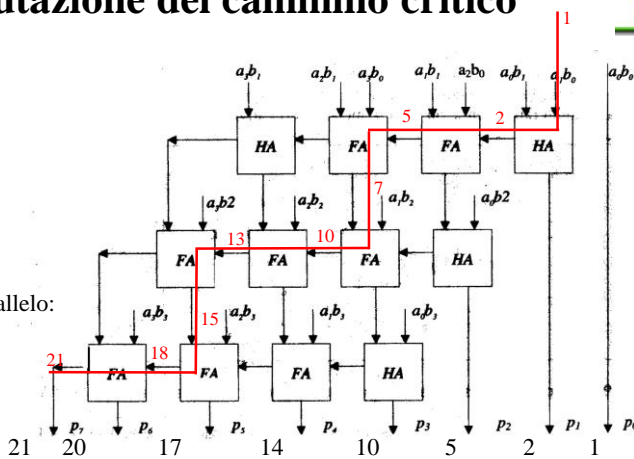 utazione del cammino critico
1
a3b1 a2b1 a3b0 a1b1 a2b0 a0b1 a1b0 a0b0
5 2
HA FA FA HA
7
a3b2 a2b2 a1b2 a0b2
13 10
FA FA FA HA
allelo:
a3b3 15 a2b3 a1b3 a0b3
21 18
FA FA FA HA
p7 p6 p5 p4 p3 p2 p1
21 20 17 14 10 5 2 1